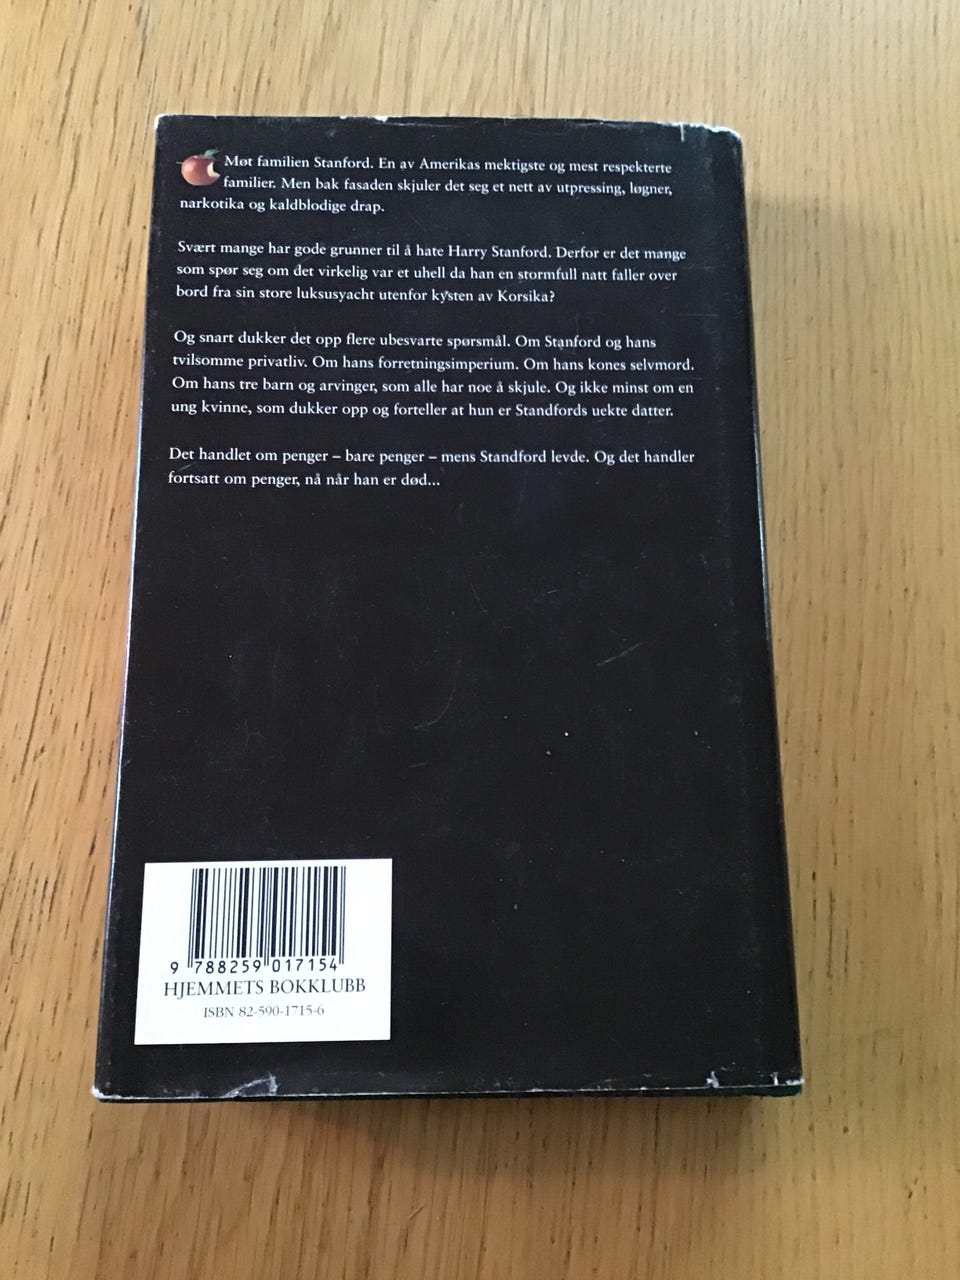 Møt familien Stanford. En av Amerikas mektigste og mest respekterte
familier. Men bak fasaden skjuler det seg et nett av utpressing, løgner,
narkotika og kaldblodige drap.
Svært mange har gode grunner til å hate Harry Stanford. Derfor er det mange
som spør seg om det virkelig var et uhell da han en stormfull natt faller over
bord fra sin store luksusyacht utenfor kysten av Korsika?
Og snart dukker det opp flere ubesvarte spørsmål. Om Stanford og hans
tvilsomme privatliv. Om hans forretningsimperium. Om hans kones selvmord.
Om hans tre barn og arvinger, som alle har noe å skjule. Og ikke minst om en
ung kvinne, som dukker opp og forteller at hun er Standfords uekte datter.
Det handlet om penger – bare penger – mens Standford levde. Og det handler
fortsatt om penger, nå når han er død...
9 788259 017154
HJEMMETS BOKKLUBB
ISBN 82-590-1715-6